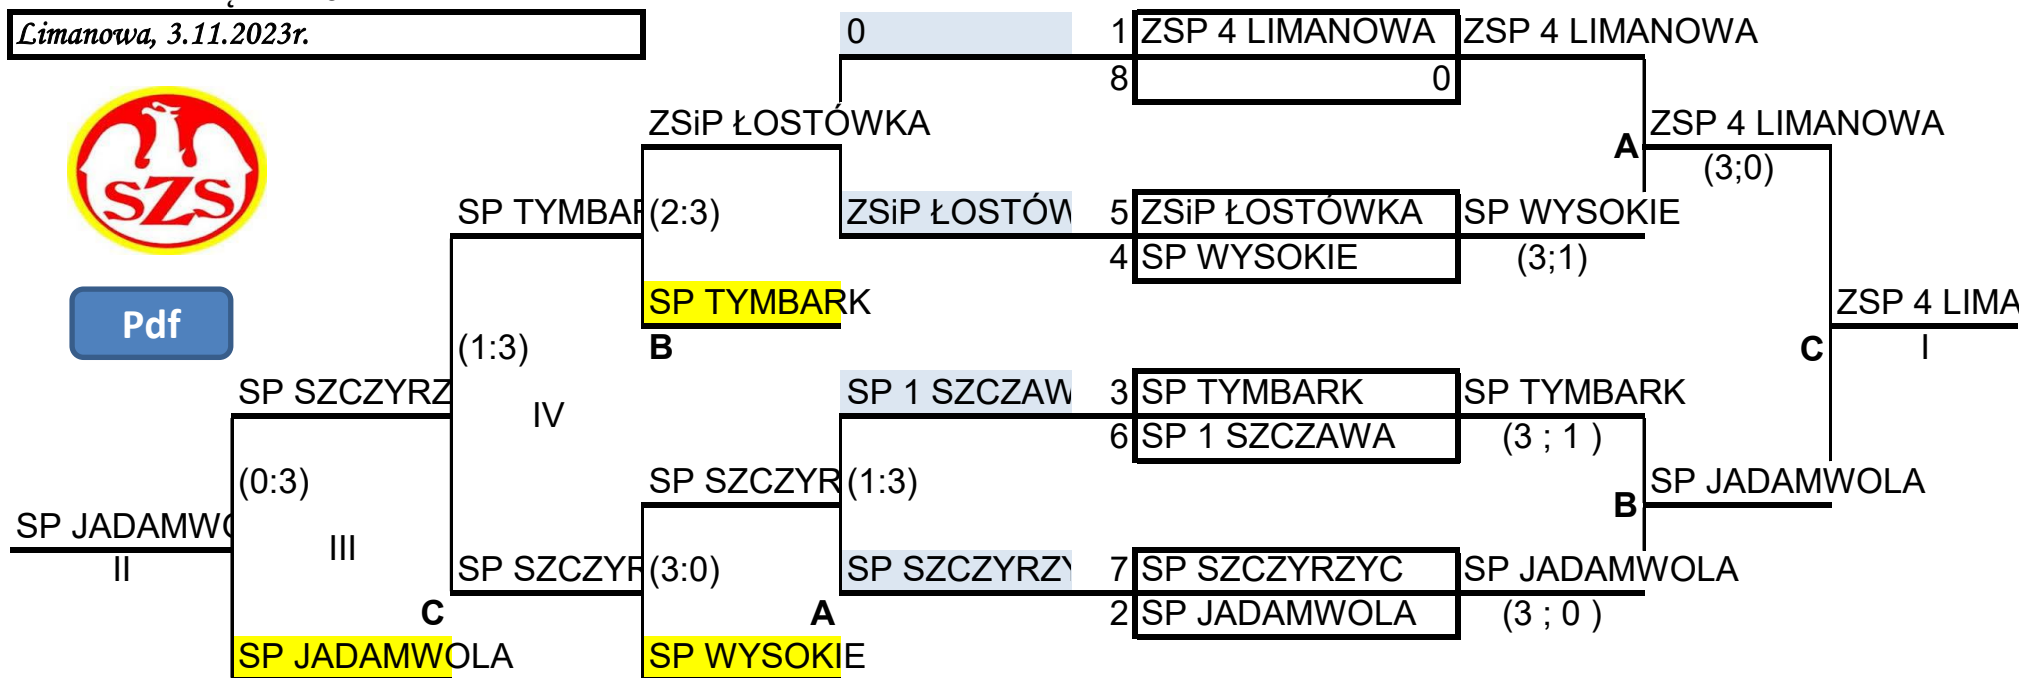 Limanowa, 3.11.2023r.
0 1 ZSP 4 LIMANOWA ZSP 4 LIMANOWA
8 0
ZSiP ŁOSTÓWKA ZSP 4 LIMANOWA
A
(3;0)
SZS
SP TYMBAR (2:3) ZSiP ŁOSTÓW 5 ZSiP ŁOSTÓWKA SP WYSOKIE
4 SP WYSOKIE (3;1)
SP TYMBARK ZSP 4 LIMA
Pdf
(1:3) B C I
SP SZCZYRZ SP 1 SZCZAW 3 SP TYMBARK SP TYMBARK
IV
6 SP 1 SZCZAWA (3 ; 1 )
(0:3) SP SZCZYR (1:3) SP JADAMWOLA
B
SP JADAMWO
III
II SP SZCZYR (3:0) SP SZCZYRZY 7 SP SZCZYRZYC SP JADAMWOLA
C A 2 SP JADAMWOLA (3 ; 0 )
SP JADAMWOLA SP WYSOKIE